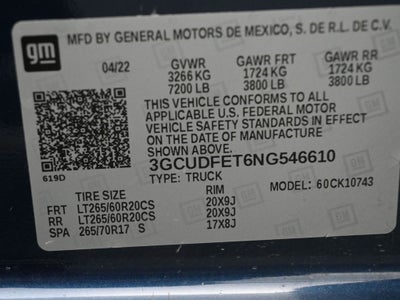 gm
MFD BY GENERAL MOTORS DE MEXICO, S. DE R.L. DE C.V.
04/22 GVWR GAWR FRT GAWR RR
3266 KG 1724 KG 1724 KG
7200 LB 3800 LB 3800 LB
THIS VEHICLE CONFORMS TO ALL APPLICABLE
U.S. FEDERAL MOTOR
VEHICLE SAFETY STANDARDS IN EFFECT
ON THE DATE OF MANUFACTURE
SHOWN ABOVE.
619D
3GCUDFET6NG546610
TYPE: TRUCK MODEL: 60CK10743
TIRE SIZE RIM
FRT LT265/60R20CS 20X9J
RR LT265/60R20CS 20X9J
SPA 265/70R17 S 17X8J